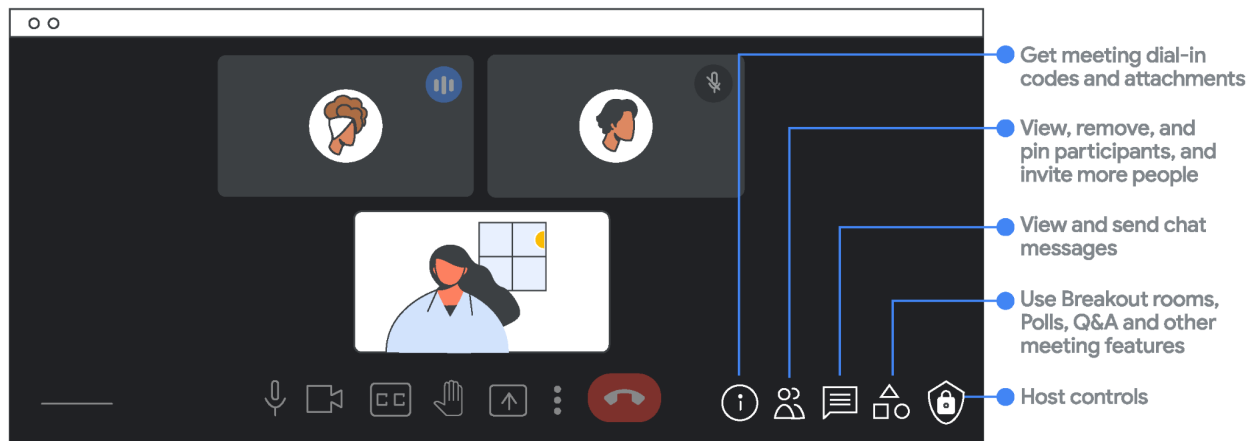 Get meeting dial-in
codes and attachments
View, remove, and
pin participants, and
invite more people
View and send chat
messages
Use Breakout rooms,
Polls, Q&A and other
meeting features
CC
Host controls